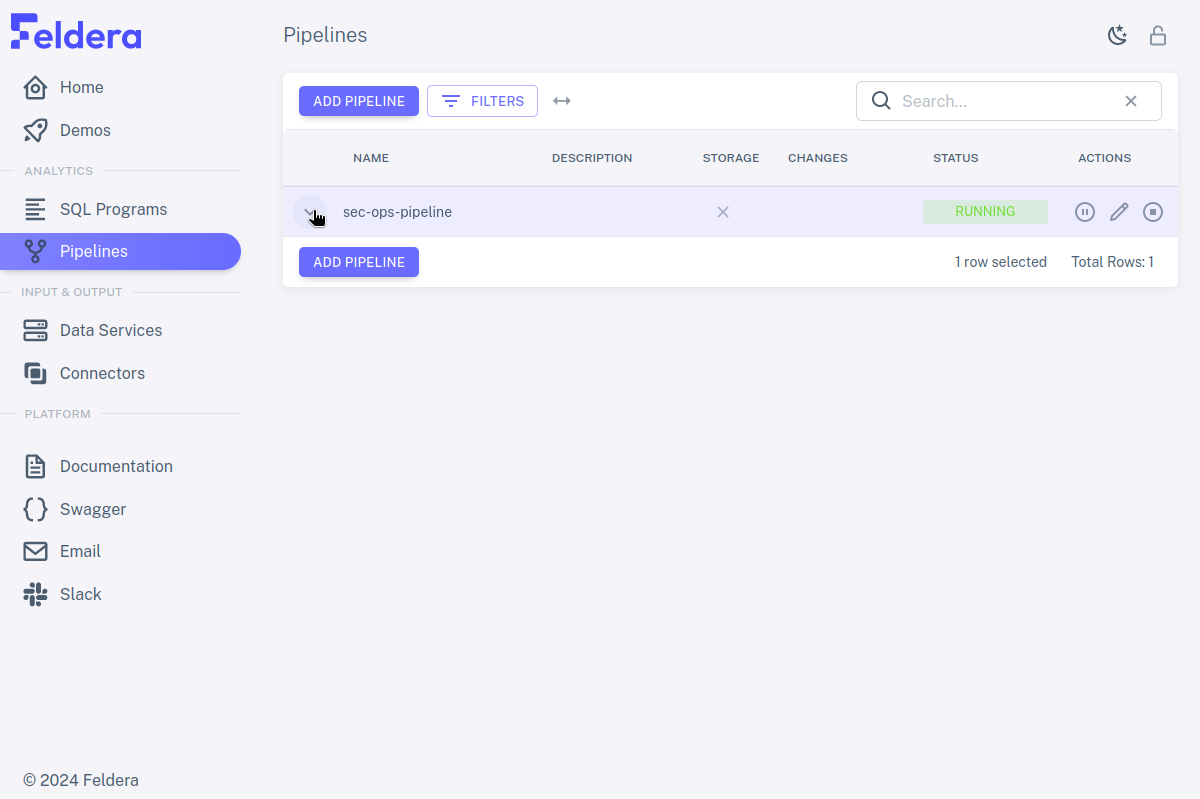 Feldera
Home
Demos
ANALYTICS
SQL Programs
Pipelines
INPUT & OUTPUT
Data Services
Connectors
PLATFORM
Documentation
Swagger
Email
Slack
© 2024 Feldera
Pipelines
ADD PIPELINE FILTERS Search...
NAME DESCRIPTION STORAGE CHANGES STATUS ACTIONS
sec-ops-pipeline RUNNING
ADD PIPELINE 1 row selected Total Rows: 1